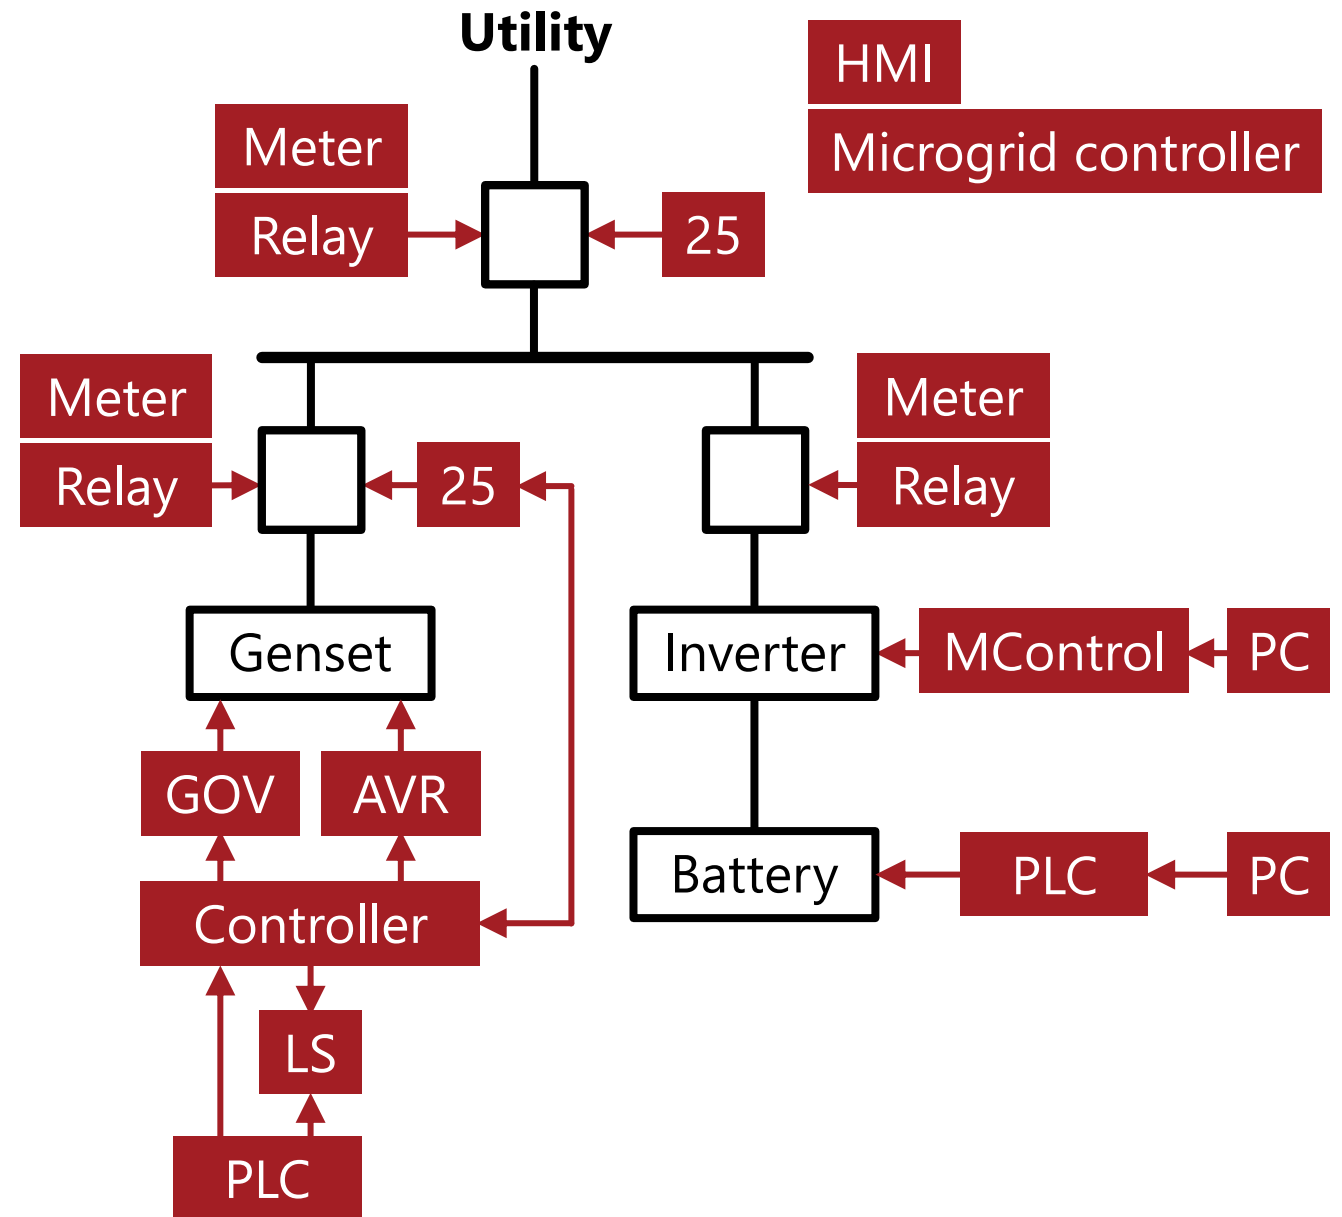 Utility
HMI
Microgrid controller
Meter
Relay
25
Meter
Relay
25
Meter
Relay
Genset
Inverter
MControl
PC
GOV
AVR
Battery
PLC
PC
Controller
LS
PLC